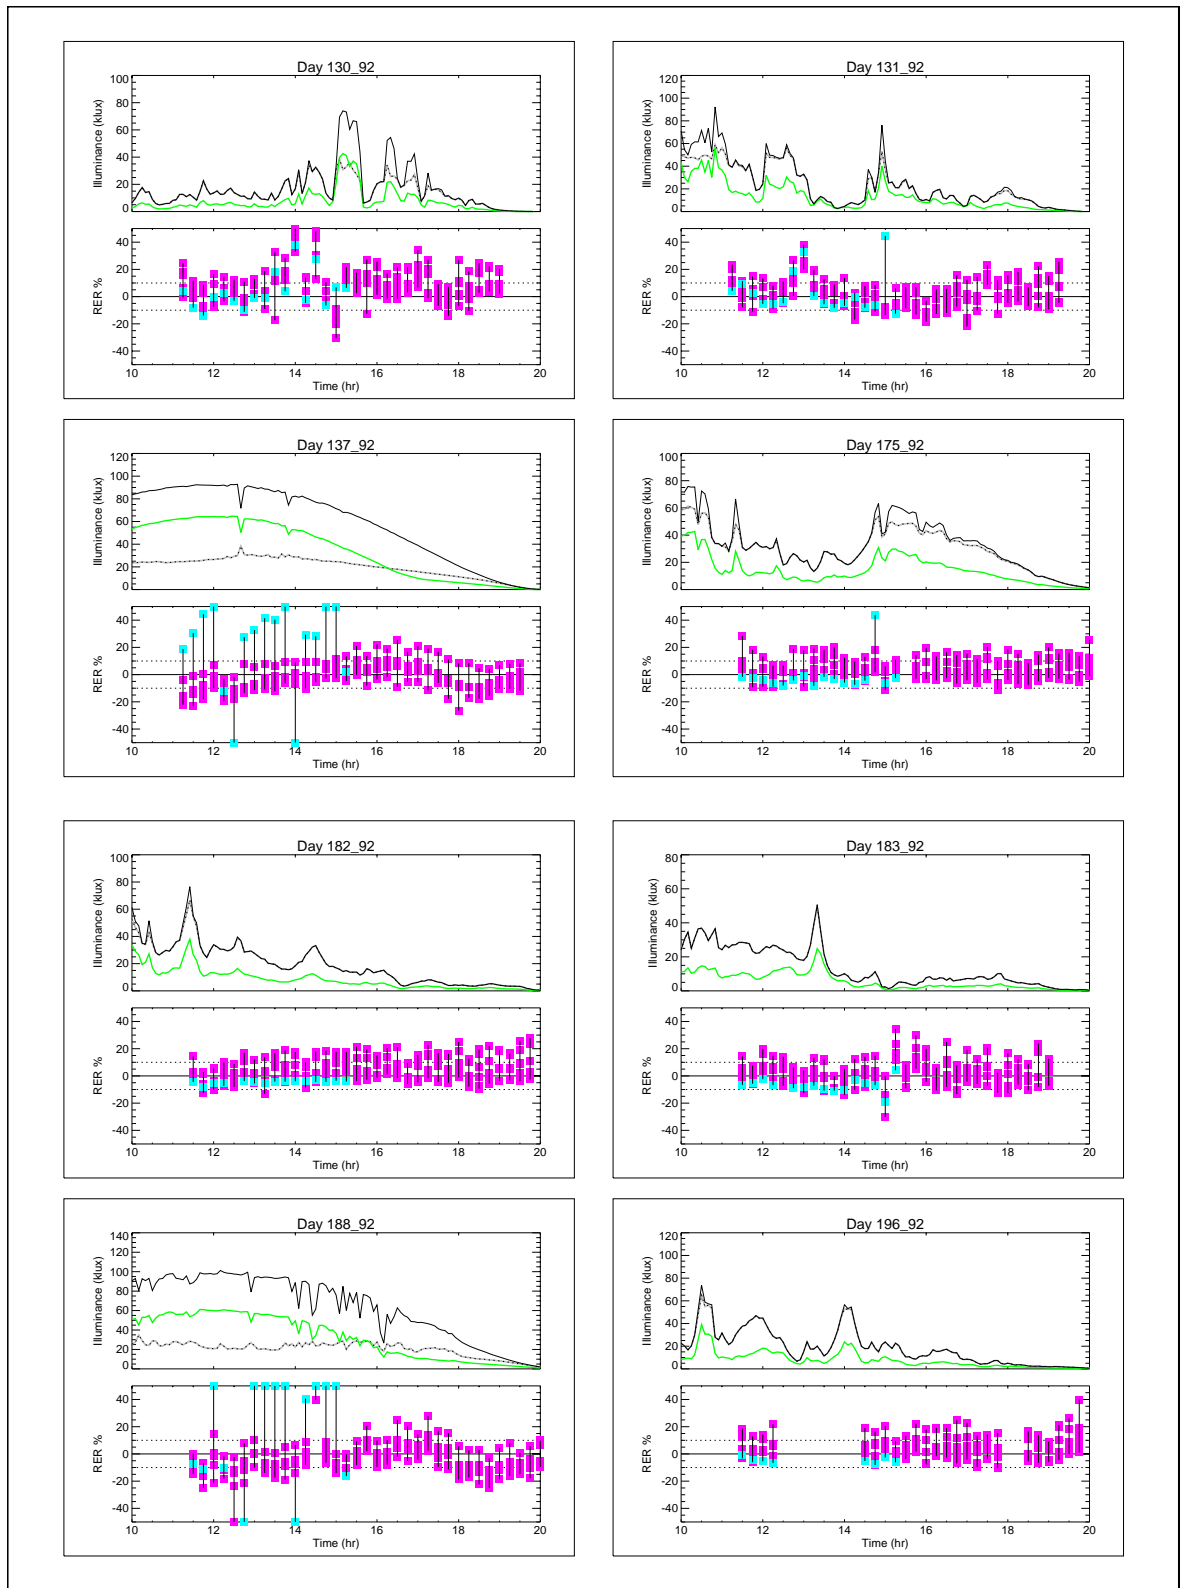 Day 130_92
Illuminance (klux)
100
80
60
40
20
0
RER %
40
20
0
-20
-40
10 12 14 16 18 20
Time (hr)
Day 131_92
Illuminance (klux)
120
100
80
60
40
20
0
RER %
40
20
0
-20
-40
10 12 14 16 18 20
Time (hr)
Day 137_92
Illuminance (klux)
120
100
80
60
40
20
0
RER %
40
20
0
-20
-40
10 12 14 16 18 20
Time (hr)
Day 175_92
Illuminance (klux)
100
80
60
40
20
0
RER %
40
20
0
-20
-40
10 12 14 16 18 20
Time (hr)
Day 182_92
Illuminance (klux)
100
80
60
40
20
0
RER %
40
20
0
-20
-40
10 12 14 16 18 20
Time (hr)
Day 183_92
Illuminance (klux)
80
60
40
20
0
RER %
40
20
0
-20
-40
10 12 14 16 18 20
Time (hr)
Day 188_92
Illuminance (klux)
140
120
100
80
60
40
20
0
RER %
40
20
0
-20
-40
10 12 14 16 18 20
Time (hr)
Day 196_92
Illuminance (klux)
120
100
80
60
40
20
0
RER %
40
20
0
-20
-40
10 12 14 16 18 20
Time (hr)